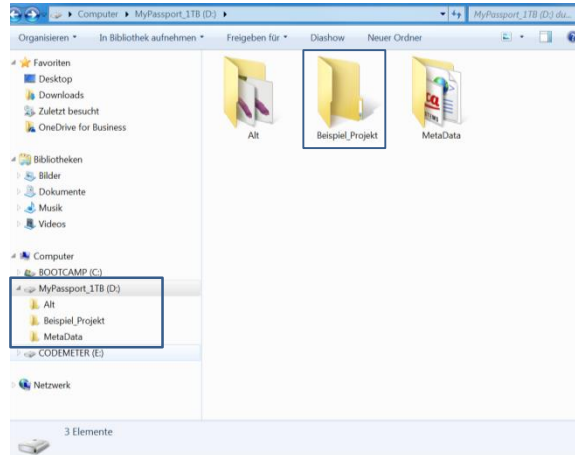 Computer MyPassport_1TB (D:)
MyPassport_1TB (D:) du...
Organisieren In Bibliothek aufnehmen Freigeben für Diashow Neuer Ordner
Favoriten
Desktop
Downloads
Zuletzt besucht
OneDrive for Business
Bibliotheken
Bilder
Dokumente
Musik
Videos
Computer
BOOTCAMP (C:)
MyPassport_1TB (D:)
Alt
Beispiel_Projekt
MetaData
CODEMETER (E:)
Netzwerk
Alt
Beispiel_Projekt
MetaData
3 Elemente